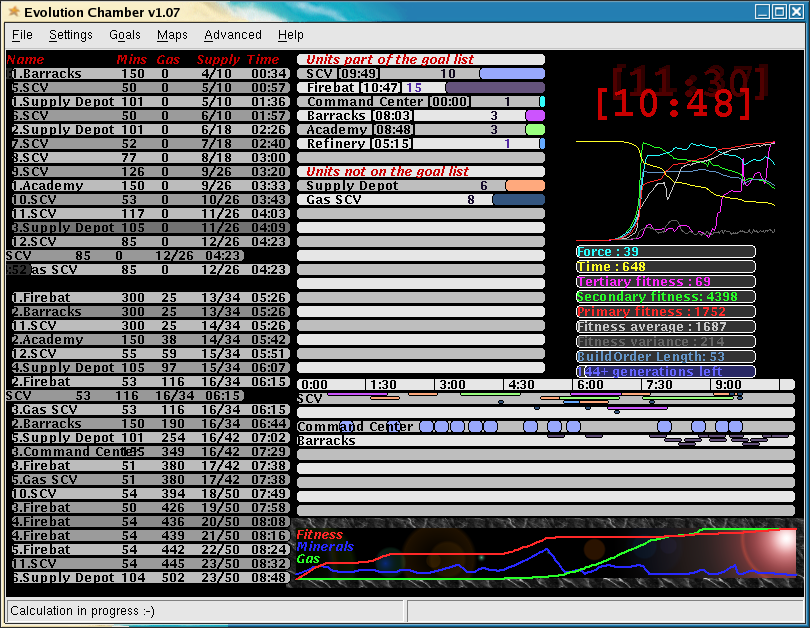 Evolution Chamber v1.07
File Settings Goals Maps Advanced Help
Name Mins Gas Supply Time
1.Barracks 150 0 4/10 00:34
5.SCV 50 0 5/10 00:57
1.Supply Depot 101 0 5/10 01:36
6.SCV 50 0 6/10 01:57
2.Supply Depot 101 0 6/18 02:26
7.SCV 52 0 7/18 02:40
8.SCV 77 0 8/18 03:00
9.SCV 126 0 9/26 03:20
1.Academy 150 0 9/26 03:33
10.SCV 53 0 10/26 03:43
11.SCV 117 0 11/26 04:03
3.Supply Depot 105 0 11/26 04:09
12.SCV 85 0 12/26 04:23
SCV 85 0 12/26 04:23
as SCV 85 0 12/26 04:23
1.Firebat 300 25 13/34 05:26
2.Barracks 300 25 13/34 05:26
11.SCV 300 25 14/34 05:26
2.Academy 150 38 14/34 05:42
12.SCV 55 59 15/34 05:51
4.Supply Depot 105 97 15/34 06:07
2.Firebat 53 116 16/34 06:15
SCV 53 116 16/34 06:15
3.Gas SCV 53 116 16/34 06:15
2.Barracks 150 190 16/34 06:44
5.Supply Depot 101 254 16/42 07:02
3.Command Center 349 16/42 07:29
3.Firebat 51 380 17/42 07:38
5.Gas SCV 51 380 17/42 07:38
10.SCV 54 394 18/50 07:49
3.Firebat 50 426 19/50 07:58
4.Firebat 54 436 20/50 08:08
4.Firebat 54 439 21/50 08:16
5.Firebat 54 442 22/50 08:24
11.SCV 54 445 23/50 08:32
6.Supply Depot 104 502 23/50 08:48
Units part of the goal list
SCV [09:49] 10
Firebat [10:47] 15
Command Center [00:00] 1
Barracks [08:03] 3
Academy [08:48] 3
Refinery [05:15] 1
Units not on the goal list
Supply Depot 6
Gas SCV 8
[11:30]
[10:48]
Force : 39
Time : 648
Tertiary fitness : 69
Secondary fitness: 4398
Primary fitness : 1752
Fitness average : 1687
Fitness variance : 214
BuildOrder Length: 53
144+ generations left
0:00 1:30 3:00 4:30 6:00 7:30 9:00
SCV
Command Center
Barracks
Fitness
Minerals
Gas
Calculation in progress :-)